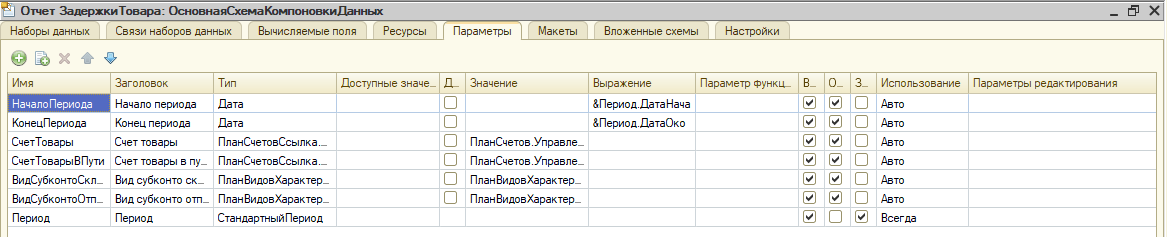 Отчет ЗадержкиТовара: ОсновнаяСхемаКомпоновкиДанных
Наборы данных Связи наборов данных Вычисляемые поля Ресурсы Параметры Макеты Вложенные схемы Настройки
Имя Заголовок Тип Доступные значе... Д... Значение Выражение Параметр функц... В... О... З... Использование Параметры редактирования
НачалоПериода Начало периода Дата &Период.ДатаНача Авто
КонецПериода Конец периода Дата &Период.ДатаОко Авто
СчетТовары Счет товары ПланСчетовСсылка.... ПланСчетов.Управле... Авто
СчетТоварыВПути Счет товары в пу... ПланСчетовСсылка.... ПланСчетов.Управле... Авто
ВидСубконтоСкл... Вид субконто ск... ПланВидовХарактер... ПланВидовХарактер... Авто
ВидСубконтоОтп... Вид субконто отп... ПланВидовХарактер... ПланВидовХарактер... Авто
Период Период СтандартныйПериод Всегда